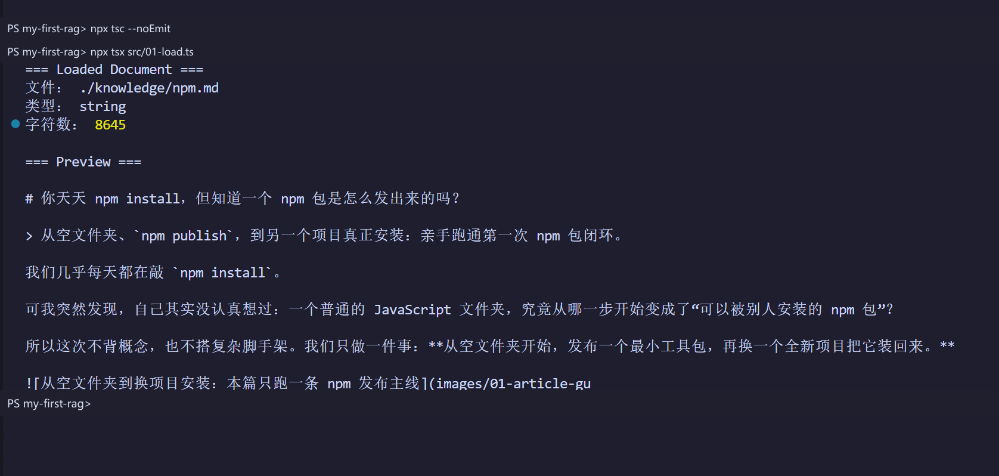 PS my-first-rag> npx tsc --noEmit
PS my-first-rag> npx tsx src/01-load.ts
=== Loaded Document ===
文件： ./knowledge/npm.md
类型： string
字符数： 8645
=== Preview ===
# 你天天 npm install，但知道一个 npm 包是怎么发出来的吗？
> 从空文件夹、`npm publish`，到另一个项目真正安装：亲手跑通第一次 npm 包闭环。
我们几乎每天都在敲 `npm install`。
可我突然发现，自己其实没认真想过：一个普通的 JavaScript 文件夹，究竟从哪一步开始变成了“可以被别人安装的 npm 包”？
所以这次不背概念，也不搭复杂脚手架。我们只做一件事：**从空文件夹开始，发布一个最小工具包，再换一个全新项目把它装回来。**
![从空文件夹到换项目安装：本篇只跑一条 npm 发布主线](images/01-article-gu
PS my-first-rag>